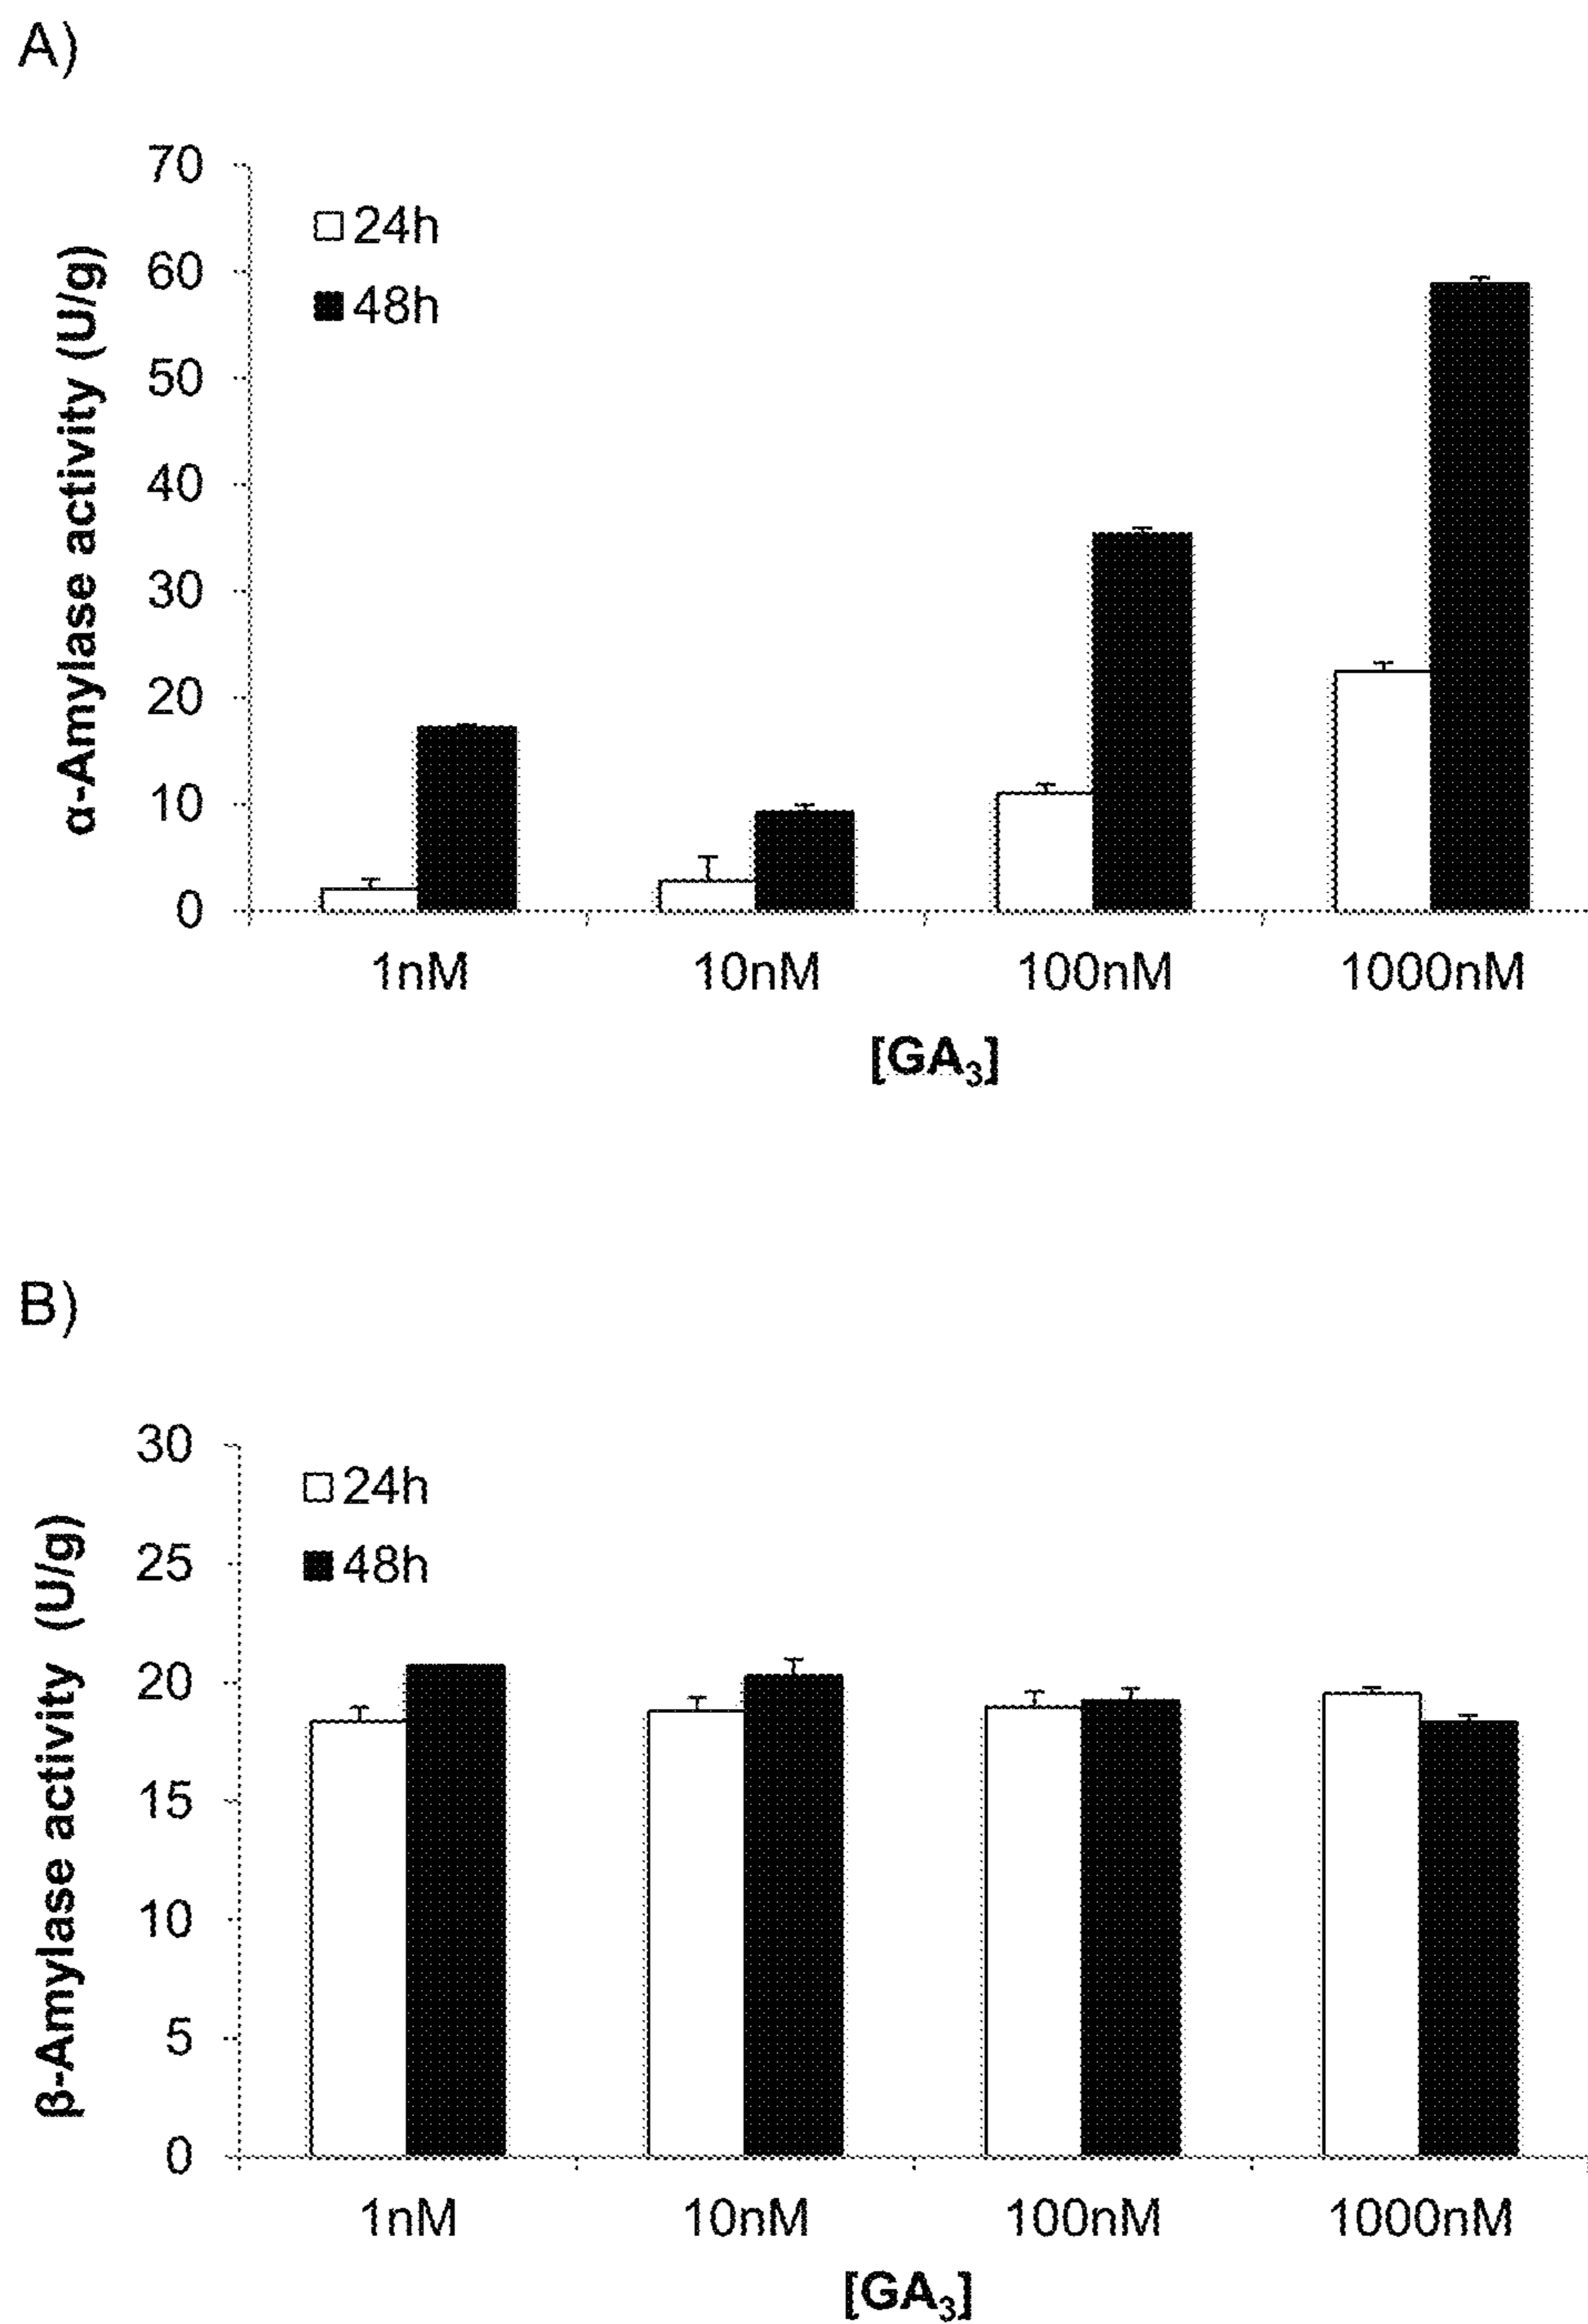 A)
α-Amylase activity (U/g)
70
60
50
40
30
20
10
0
24h
48h
1nM 10nM 100nM 1000nM
[GA₃]
B)
β-Amylase activity (U/g)
30
25
20
15
10
5
0
24h
48h
1nM 10nM 100nM 1000nM
[GA₃]